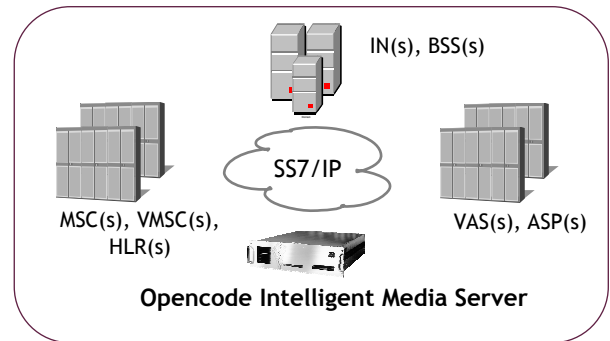 IN(s), BSS(s)
SS7/IP
MSC(s), VMSC(s),
HLR(s)
VAS(s), ASP(s)
Opencode Intelligent Media Server